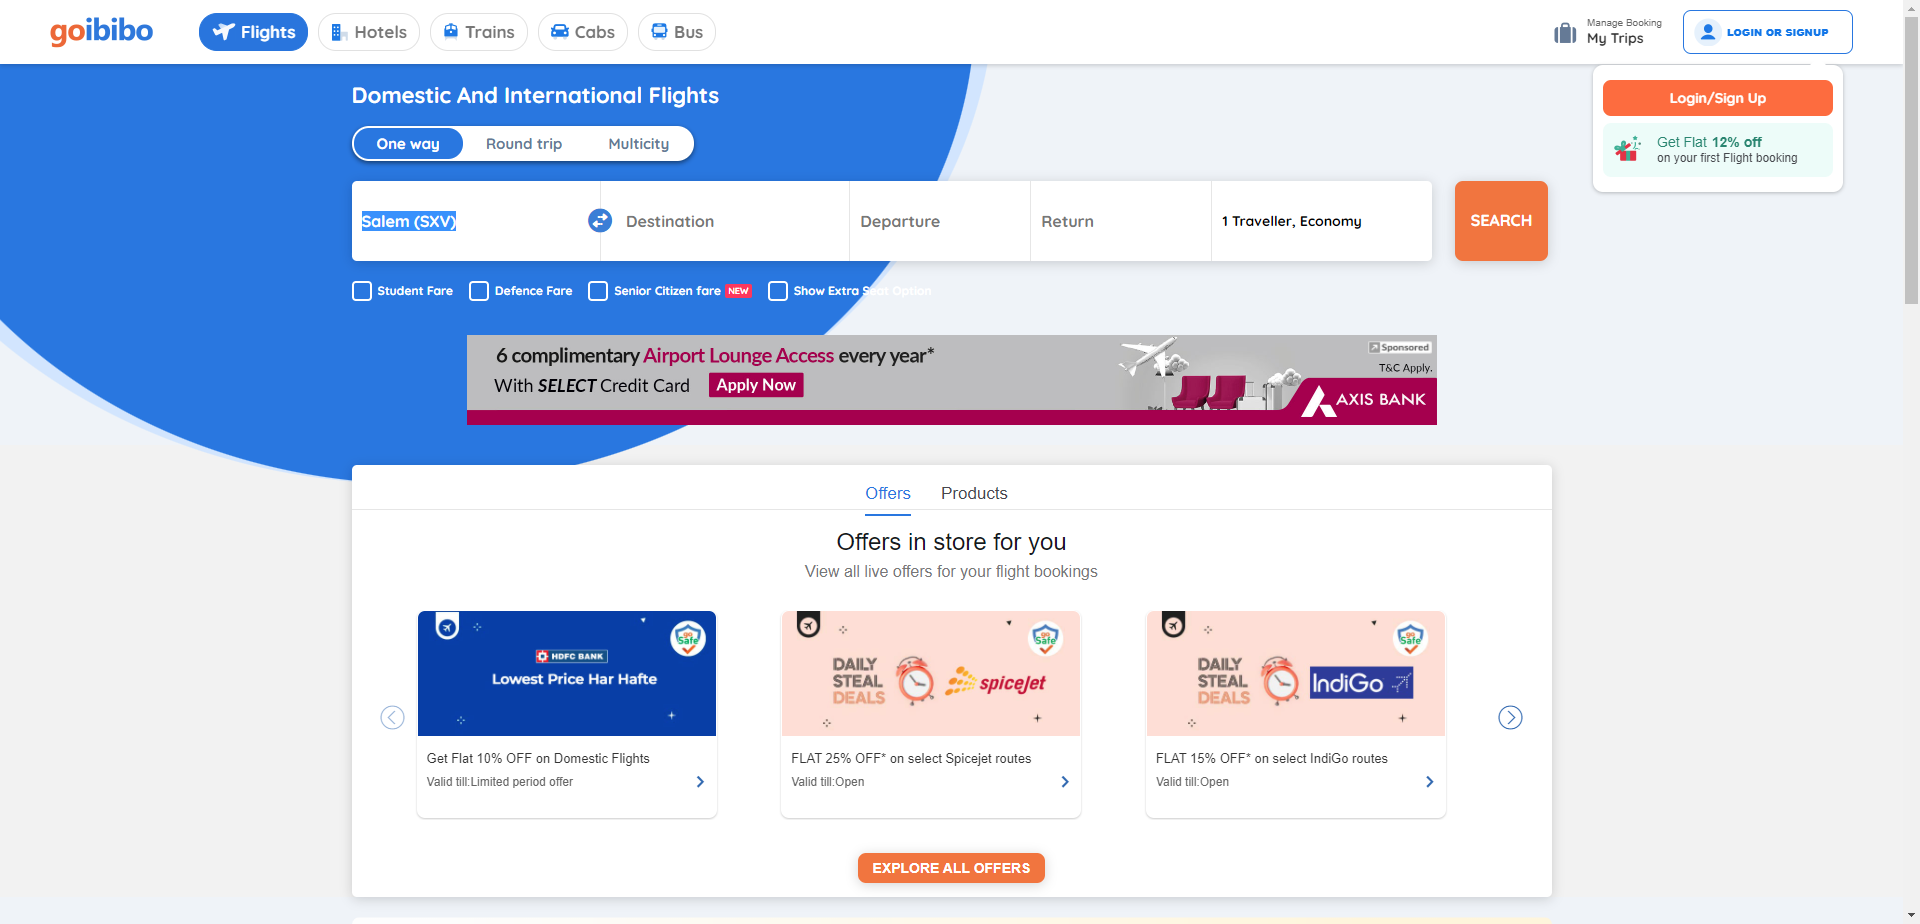 goibibo
Flights
Hotels
Trains
Cabs
Bus
Manage Booking
My Trips
LOGIN OR SIGNUP
Login/Sign Up
Get Flat 12% off
on your first Flight booking
Domestic And International Flights
One way
Round trip
Multicity
Salem (SXV)
Destination
Departure
Return
1 Traveller, Economy
SEARCH
Student Fare
Defence Fare
Senior Citizen fare NEW
Show Extra Seat Option
6 complimentary Airport Lounge Access every year*
With SELECT Credit Card Apply Now
Sponsored
T&C Apply.
AXIS BANK
Offers
Products
Offers in store for you
View all live offers for your flight bookings
go Safe
HDFC BANK
Lowest Price Har Hafte
Get Flat 10% OFF on Domestic Flights
Valid till:Limited period offer
go Safe
DAILY
STEAL
DEALS
spicejet
FLAT 25% OFF* on select Spicejet routes
Valid till:Open
go Safe
DAILY
STEAL
DEALS
IndiGo
FLAT 15% OFF* on select IndiGo routes
Valid till:Open
EXPLORE ALL OFFERS